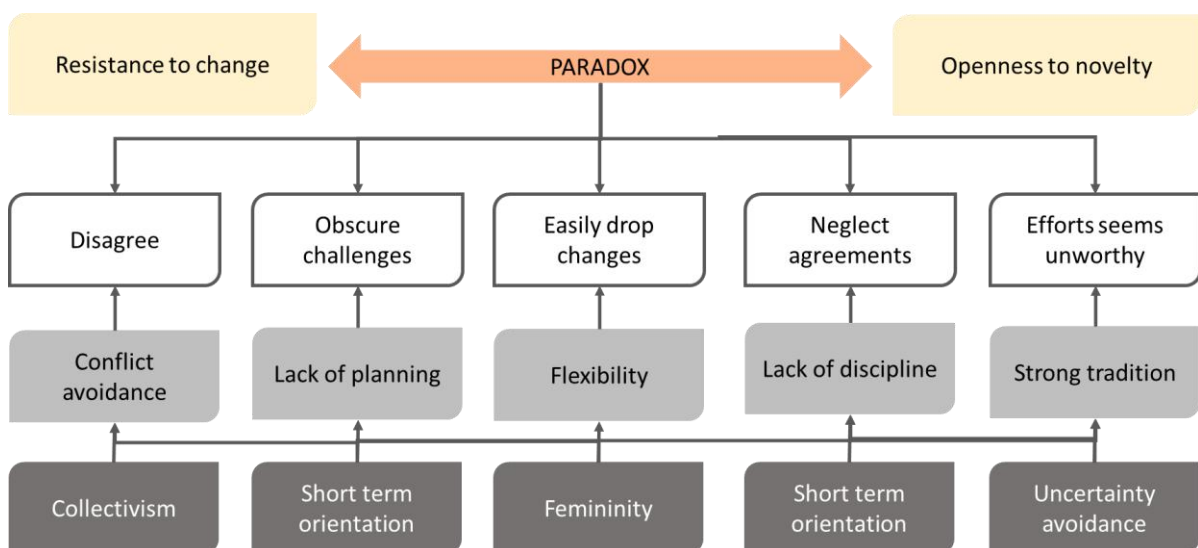 Resistance to change
PARADOX
Openness to novelty
Disagree
Obscure
challenges
Easily drop
changes
Neglect
agreements
Efforts seems
unworthy
Conflict
avoidance
Lack of planning
Flexibility
Lack of discipline
Strong tradition
Collectivism
Short term
orientation
Femininity
Short term
orientation
Uncertainty
avoidance